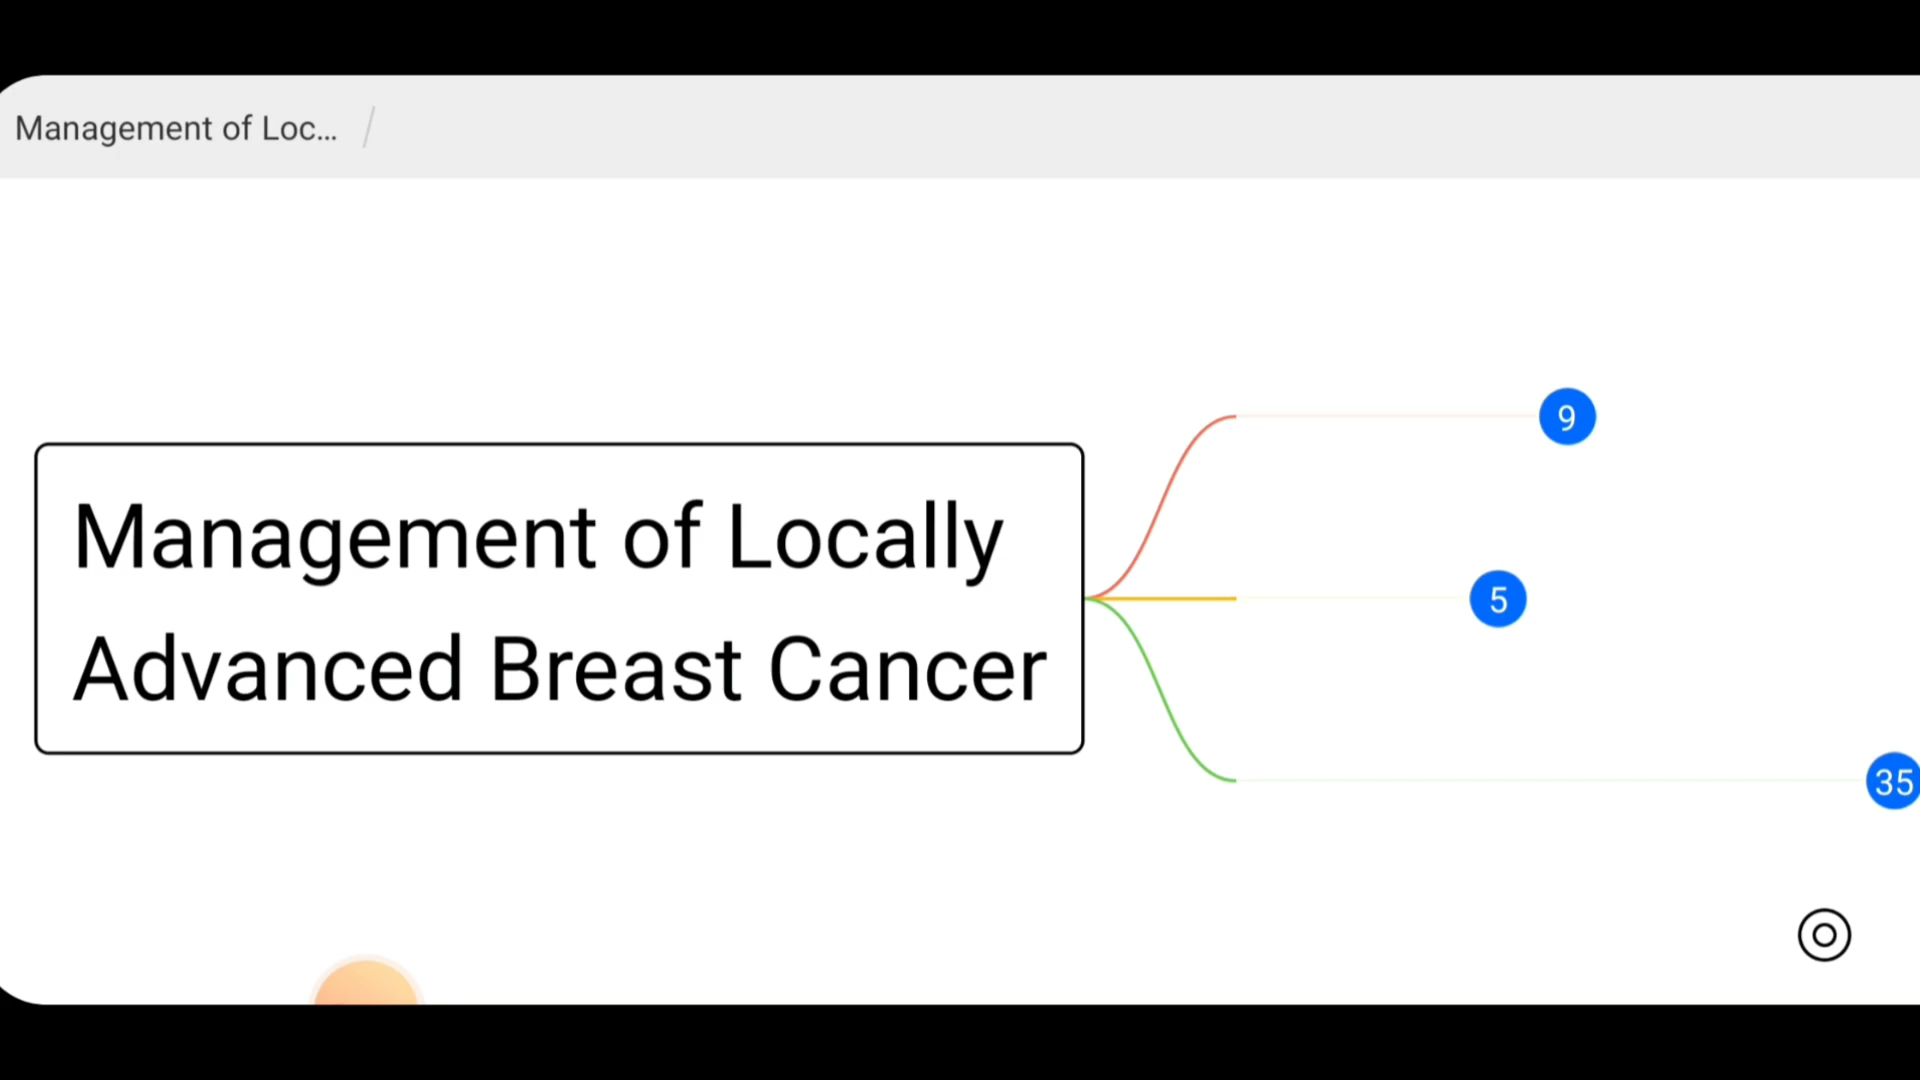 Management of Loc...
Management of Locally
Advanced Breast Cancer
9
5
35